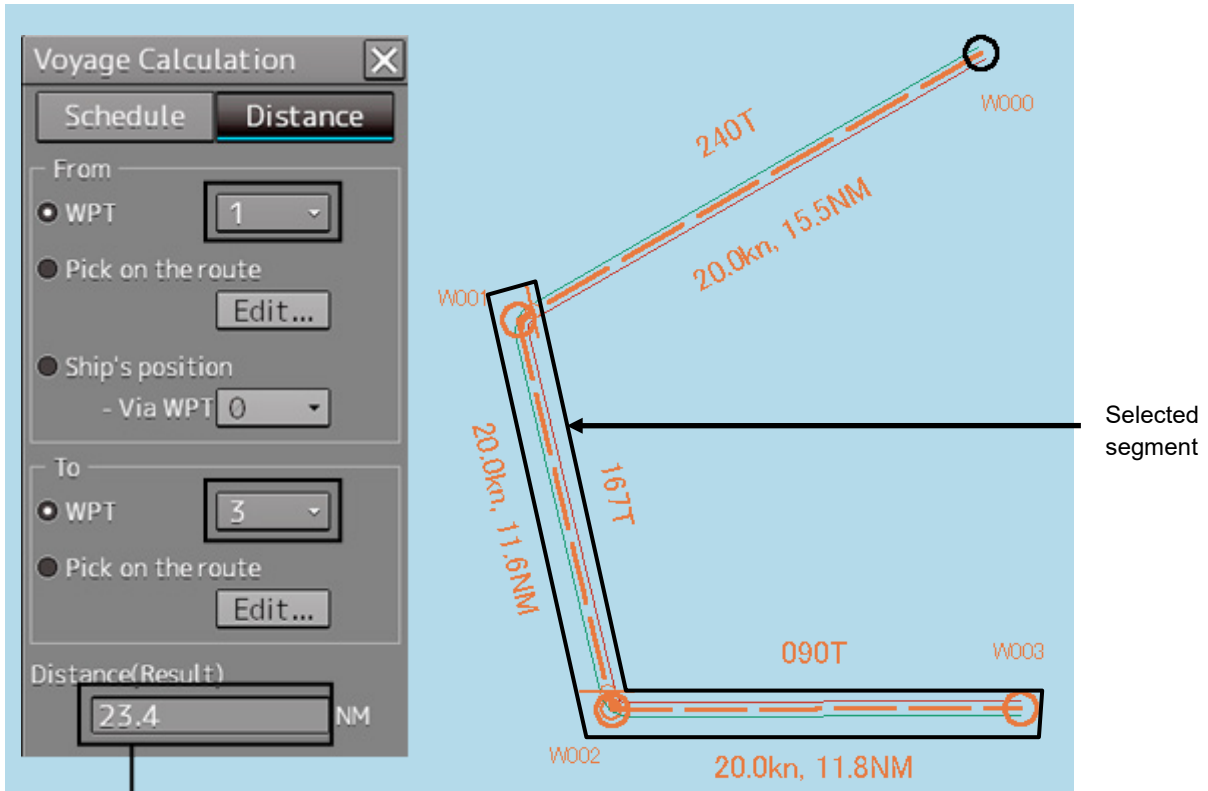 Voyage Calculation
Schedule Distance
From
WPT 1
Pick on the route
Edit...
Ship's position
- Via WPT 0
To
WPT 3
Pick on the route
Edit...
Distance(Result)
23.4 NM
W000
240T
20.0kn, 15.5NM
W001
Selected
segment
167T
20.0kn, 11.6NM
090T
W003
W002
20.0kn, 11.8NM